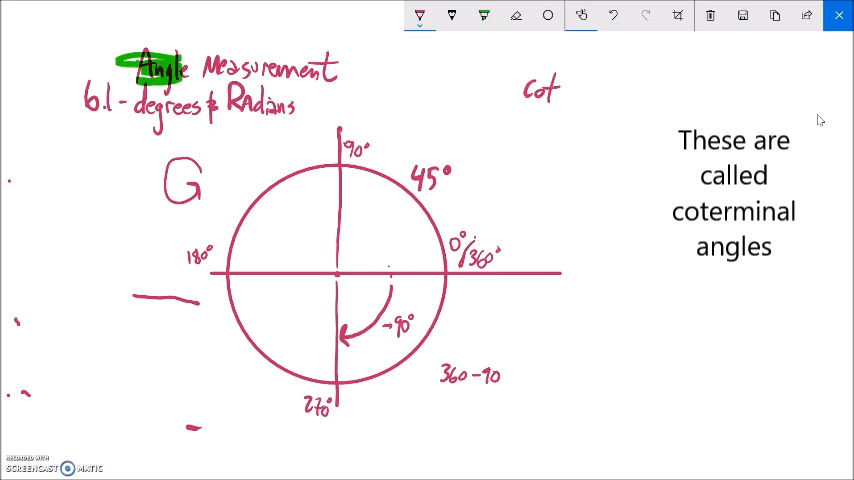 Angle Measurement
6.1 - degrees & Radians
cot
90°
45°
G
0°/360°
180°
-90°
360 - 90
270°
These are
called
coterminal
angles
RECORDED WITH
SCREENCAST MATIC